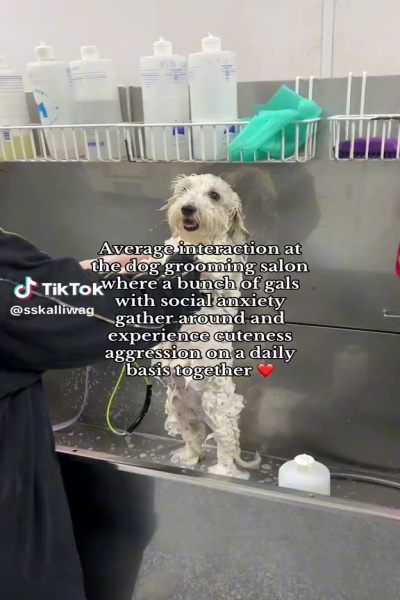 Average interaction at
the dog grooming salon
where a bunch of gals
with social anxiety
gather around and
experience cuteness
aggression on a daily
basis together ❤️
TikTok
@sskalliwag